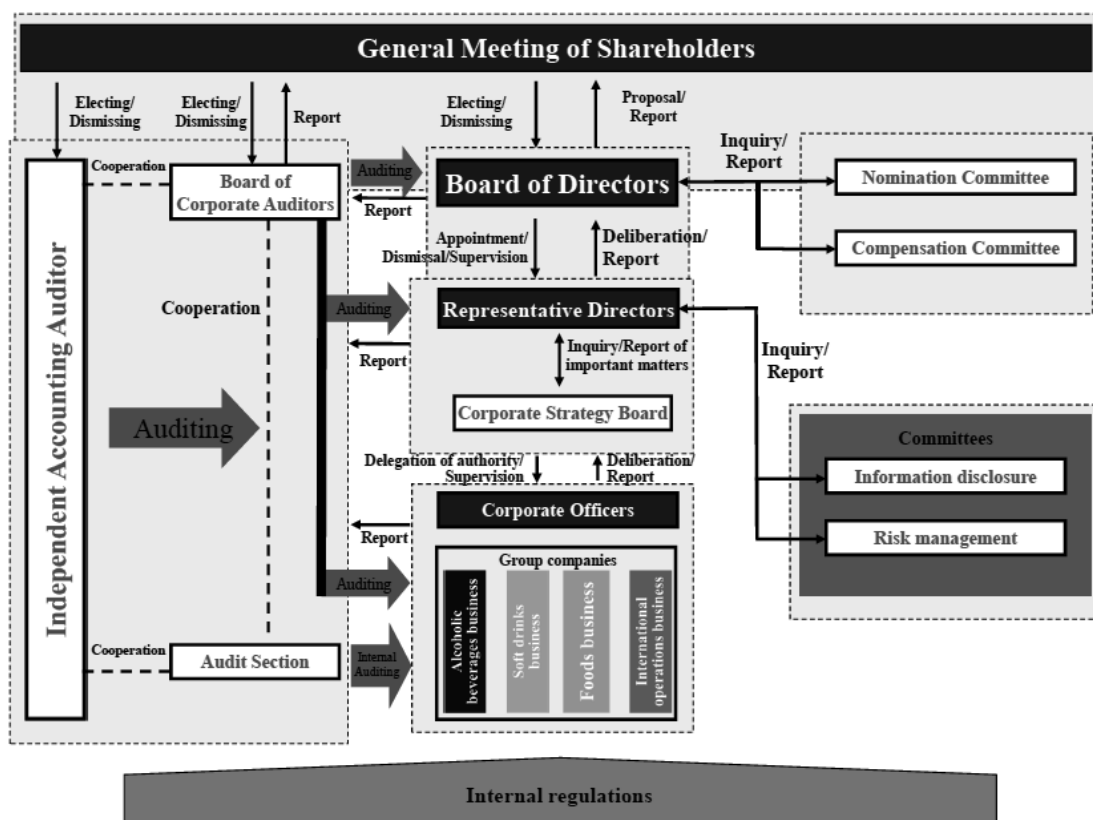 General Meeting of Shareholders
Electing/
Dismissing
Electing/
Dismissing
Report
Electing/
Dismissing
Proposal/
Report
Inquiry/
Report
Independent Accounting Auditor
Cooperation
Board of
Corporate Auditors
Auditing
Report
Board of Directors
Nomination Committee
Compensation Committee
Appointment/
Dismissal/Supervision
Deliberation/
Report
Cooperation
Auditing
Report
Representative Directors
Inquiry/Report of
important matters
Inquiry/
Report
Corporate Strategy Board
Auditing
Delegation of authority/
Supervision
Deliberation/
Report
Committees
Information disclosure
Risk management
Corporate Officers
Report
Group companies
Auditing
Alcoholic
beverages business
Soft drinks
business
Foods business
International
operations business
Cooperation
Audit Section
Internal
Auditing
Internal regulations